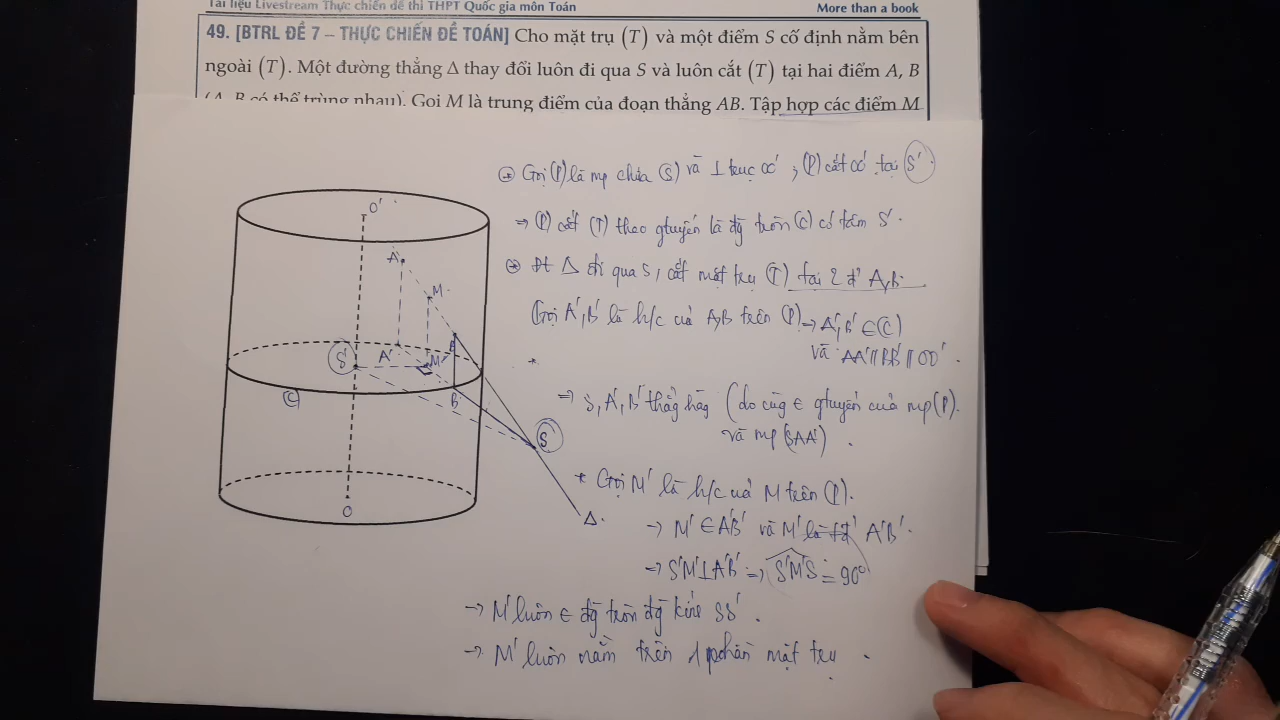 Tài liệu Livestream Thực chiến đề thi THPT Quốc gia môn Toán
More than a book
49. [BTRL ĐỀ 7 – THỰC CHIẾN ĐỀ TOÁN] Cho mặt trụ (T) và một điểm S cố định nằm bên
ngoài (T). Một đường thẳng Δ thay đổi luôn đi qua S và luôn cắt (T) tại hai điểm A, B
(A, B có thể trùng nhau). Gọi M là trung điểm của đoạn thẳng AB. Tập hợp các điểm M
Gọi (P) là mp chứa (S) và ⊥ trục OO' ; (P) cắt OO' tại S'.
⇒ (P) cắt (T) theo gtuyến là đg tròn (C) có tâm S'.
Đt Δ đi qua S, cắt mặt trụ (T) tại 2 đ' A,B.
Gọi A', B' là h/c của A,B trên (P) → A', B' ∈ (C)
và AA' // BB' // OO'.
*
⇒ S, A', B' thẳng hàng (do cùng ∈ gtuyến của mp (P).
và mp (SAA') .
* Gọi M' là h/c của M trên (P).
→ M' ∈ A'B' và M' là tđ' A'B'.
→ S'M' ⊥ A'B' ⇒ S'M'S = 90°
→ M' luôn ∈ đg tròn đg kính SS' .
→ M' luôn nằm trên 1 phần mặt trụ .
O'
A
M
S'
A'
M'
B
(C)
B'
S
O
Δ.